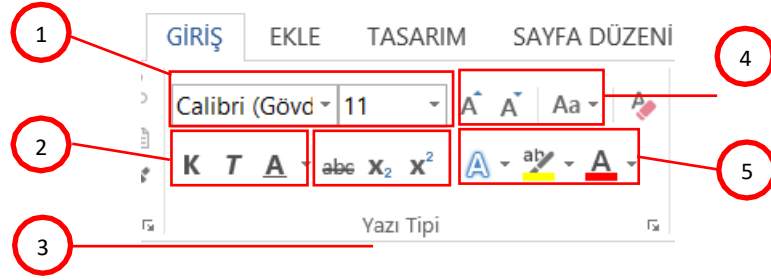 1
GİRİŞ EKLE TASARIM SAYFA DÜZENİ
4
Calibri (Gövd 11 A A Aa
2
K T A abc X₂ X² A ab A
5
Yazı Tipi
3